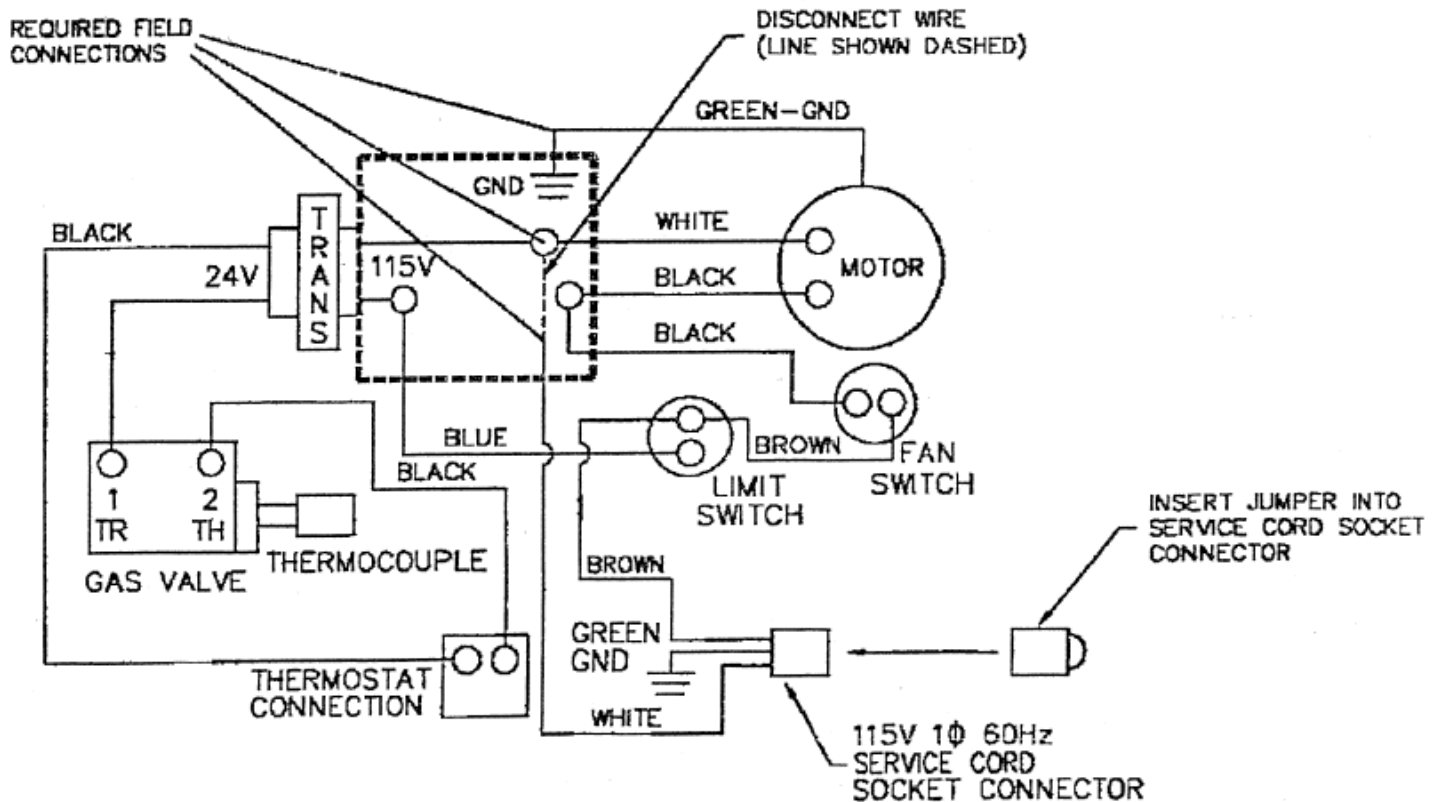 REQUIRED FIELD
CONNECTIONS
DISCONNECT WIRE
(LINE SHOWN DASHED)
GREEN-GND
GND
WHITE
BLACK
TRANS
24V
115V
MOTOR
BLACK
BLACK
BLUE
BLACK
BROWN
FAN
SWITCH
LIMIT
SWITCH
1
2
TR
TH
THERMOCOUPLE
GAS VALVE
INSERT JUMPER INTO
SERVICE CORD SOCKET
CONNECTOR
BROWN
GREEN
GND
THERMOSTAT
CONNECTION
WHITE
115V 1Φ 60Hz
SERVICE CORD
SOCKET CONNECTOR